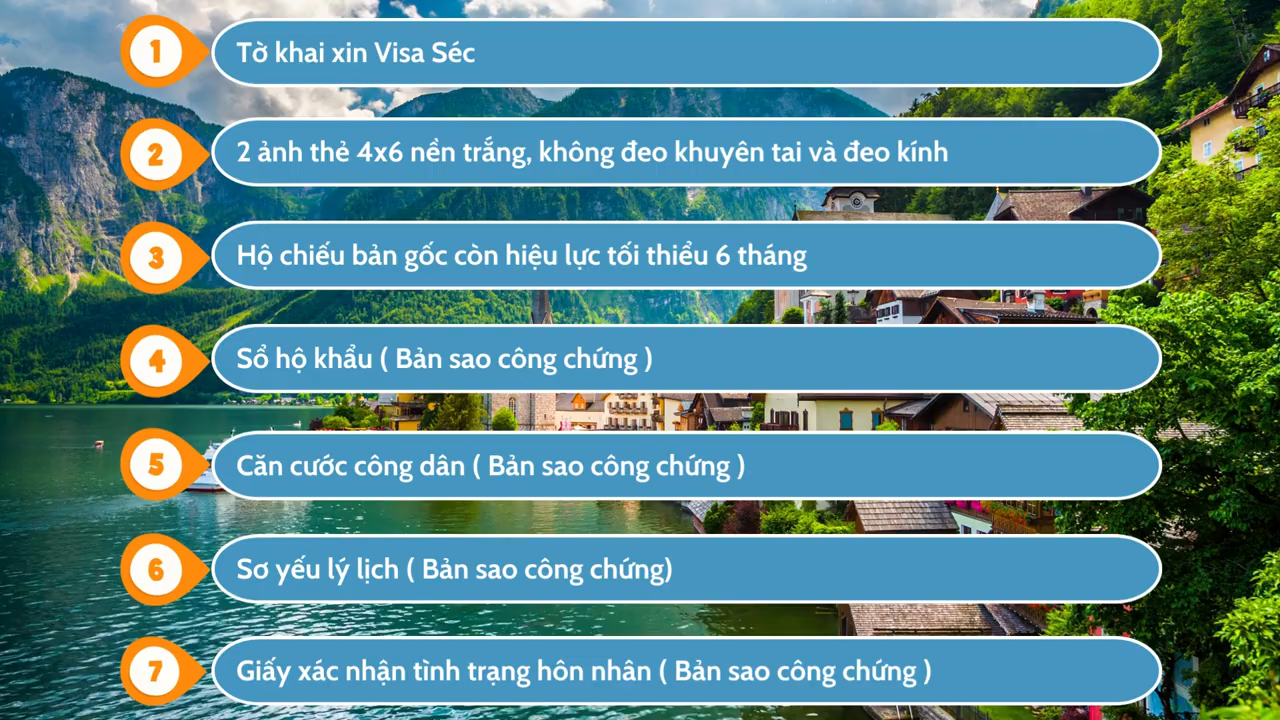 1
Tờ khai xin Visa Séc
2
2 ảnh thẻ 4x6 nền trắng, không đeo khuyên tai và đeo kính
3
Hộ chiếu bản gốc còn hiệu lực tối thiểu 6 tháng
4
Sổ hộ khẩu ( Bản sao công chứng )
5
Căn cước công dân ( Bản sao công chứng )
6
Sơ yếu lý lịch ( Bản sao công chứng)
7
Giấy xác nhận tình trạng hôn nhân ( Bản sao công chứng )